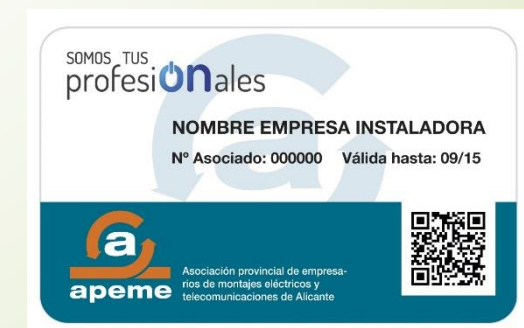 SOMOS TUS
profesiONales
NOMBRE EMPRESA INSTALADORA
Nº Asociado: 000000 Válida hasta: 09/15
a
apeme
Asociación provincial de empresa-
rios de montajes eléctricos y
telecomunicaciones de Alicante